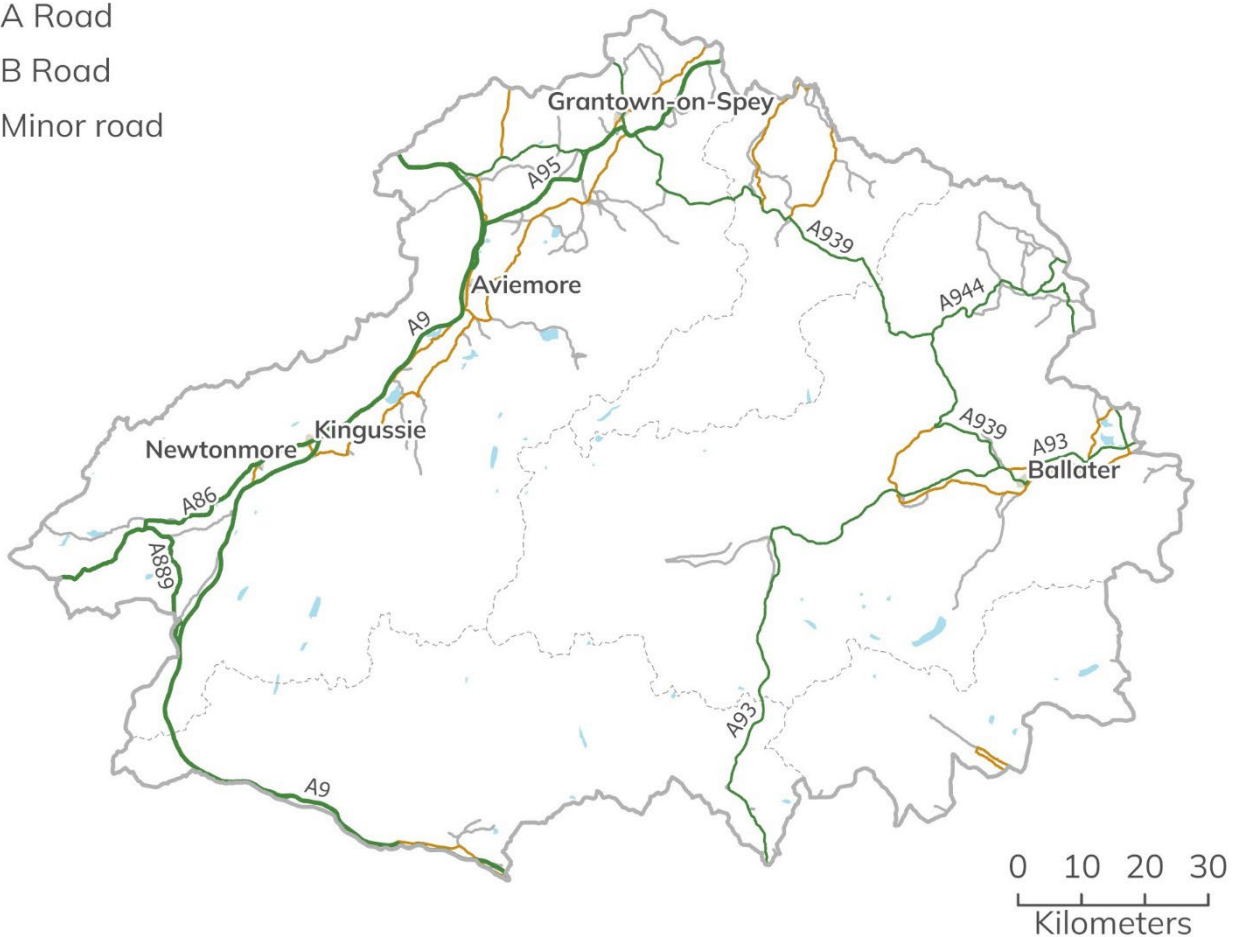 A Road
B Road
Minor road
Grantown-on-Spey
A95
A939
Aviemore
A944
A9
Kingussie
Newtonmore
A939
A93
Ballater
A86
A889
A93
A9
0 10 20 30
Kilometers